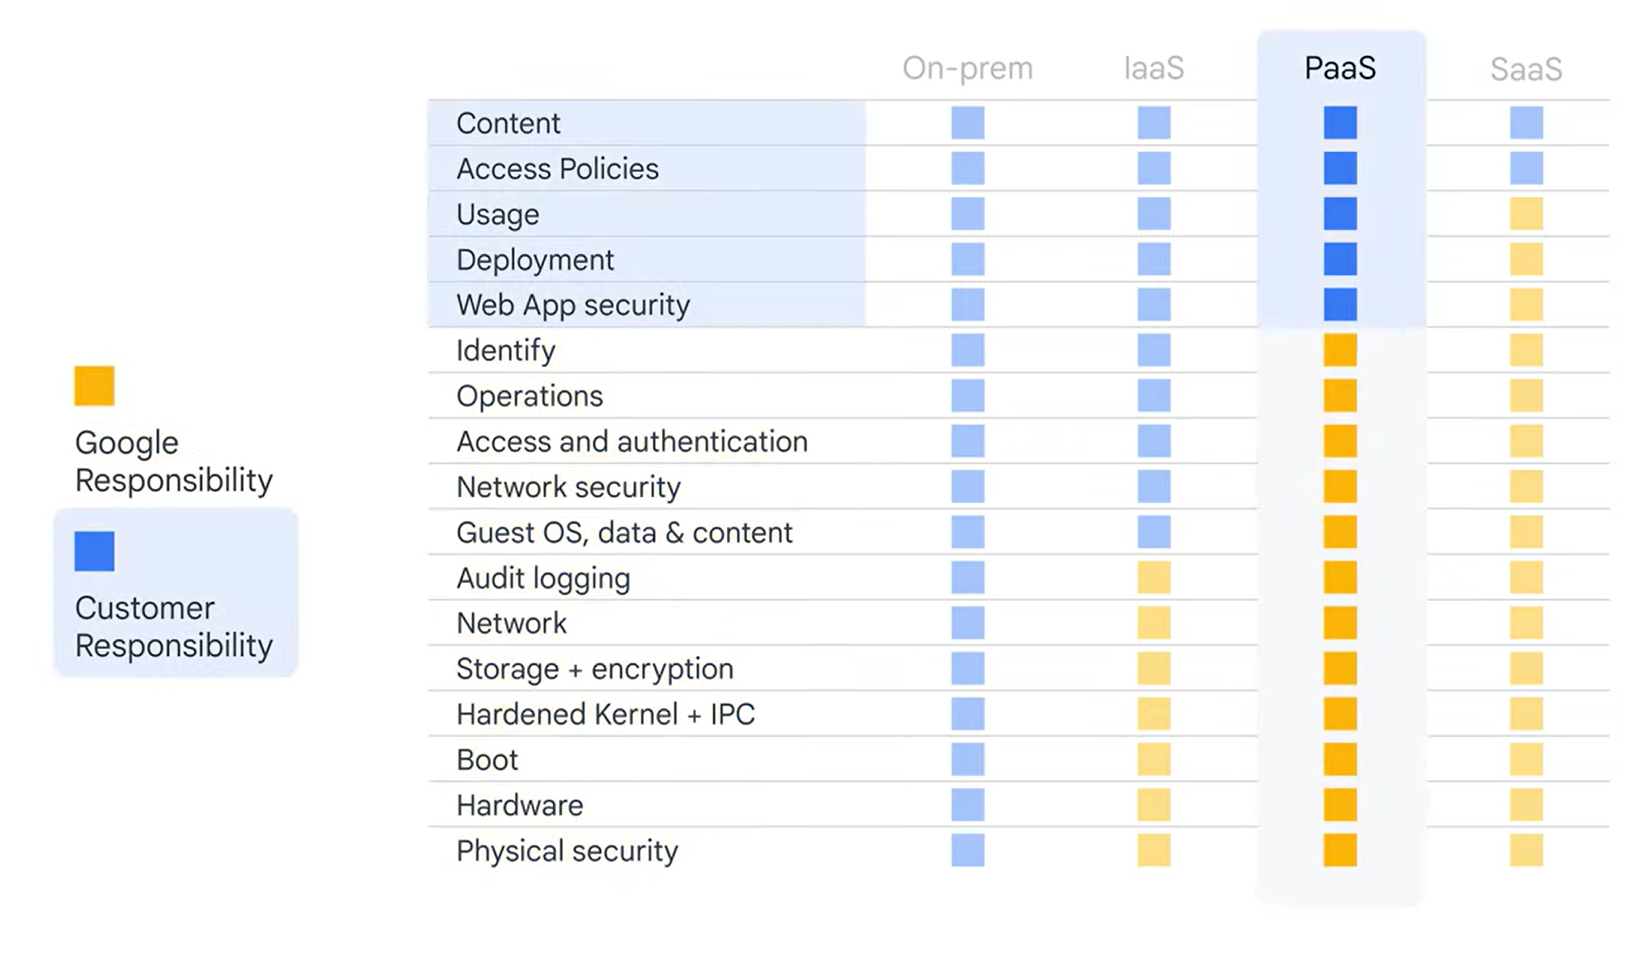 On-prem IaaS PaaS SaaS
Content
Access Policies
Usage
Deployment
Web App security
Identify
Operations
Access and authentication
Network security
Guest OS, data & content
Audit logging
Network
Storage + encryption
Hardened Kernel + IPC
Boot
Hardware
Physical security
Google
Responsibility
Customer
Responsibility